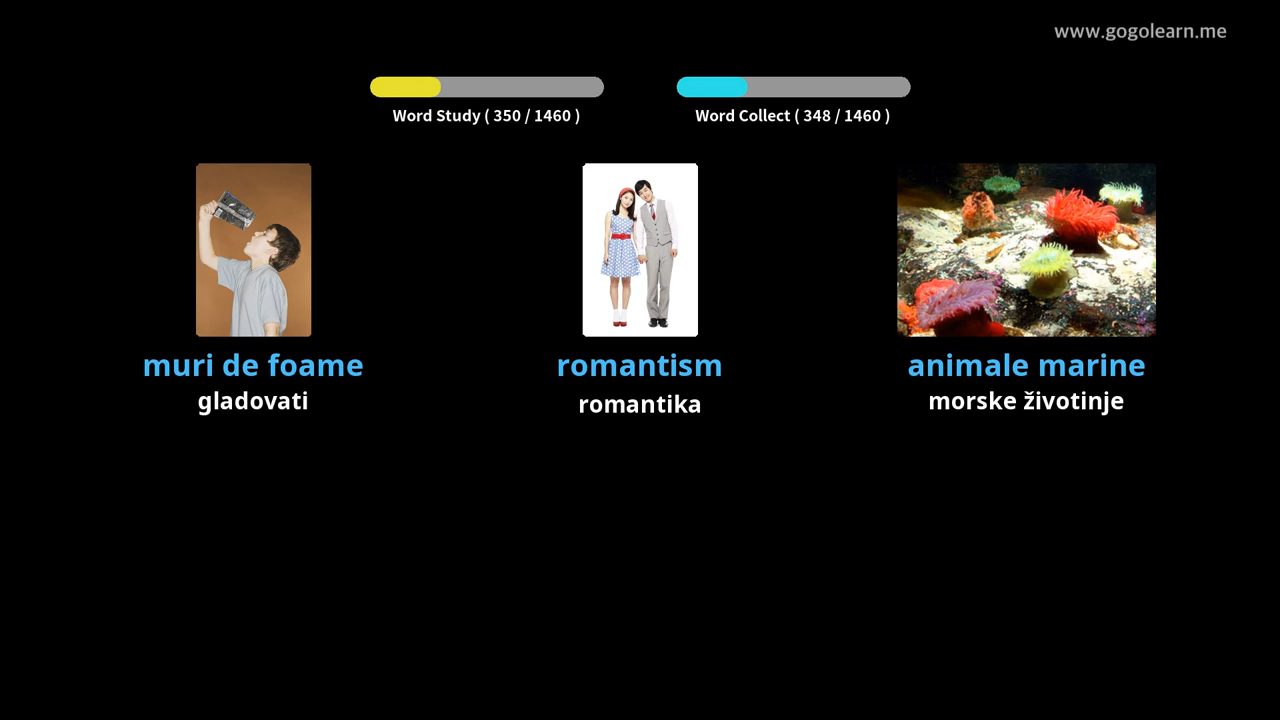 www.gogolearn.me
Word Study ( 350 / 1460 )
Word Collect ( 348 / 1460 )
muri de foame
gladovati
romantism
romantika
animale marine
morske životinje